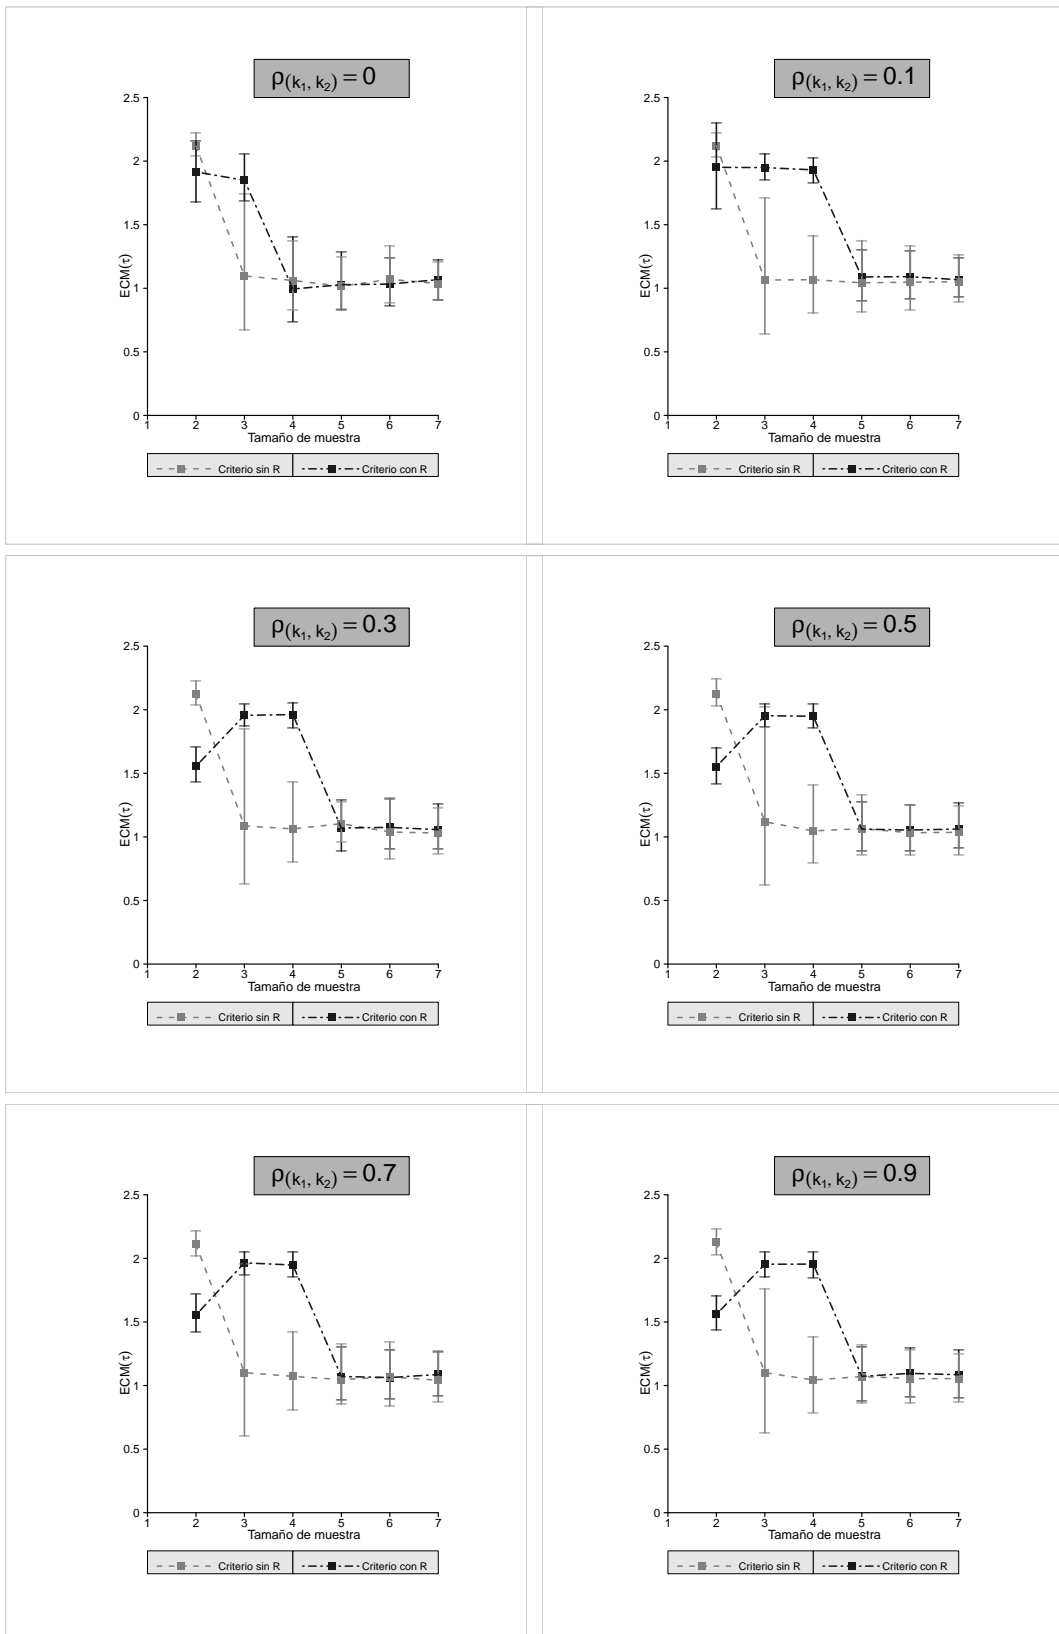 ρ(k₁, k₂) = 0
2.5
2
1.5
1
0.5
0
ECM(τ)
1 2 3 4 5 6 7
Tamaño de muestra
Criterio sin R Criterio con R
ρ(k₁, k₂) = 0.1
2.5
2
1.5
1
0.5
0
ECM(τ)
1 2 3 4 5 6 7
Tamaño de muestra
Criterio sin R Criterio con R
ρ(k₁, k₂) = 0.3
2.5
2
1.5
1
0.5
0
ECM(τ)
1 2 3 4 5 6 7
Tamaño de muestra
Criterio sin R Criterio con R
ρ(k₁, k₂) = 0.5
2.5
2
1.5
1
0.5
0
ECM(τ)
1 2 3 4 5 6 7
Tamaño de muestra
Criterio sin R Criterio con R
ρ(k₁, k₂) = 0.7
2.5
2
1.5
1
0.5
0
ECM(τ)
1 2 3 4 5 6 7
Tamaño de muestra
Criterio sin R Criterio con R
ρ(k₁, k₂) = 0.9
2.5
2
1.5
1
0.5
0
ECM(τ)
1 2 3 4 5 6 7
Tamaño de muestra
Criterio sin R Criterio con R